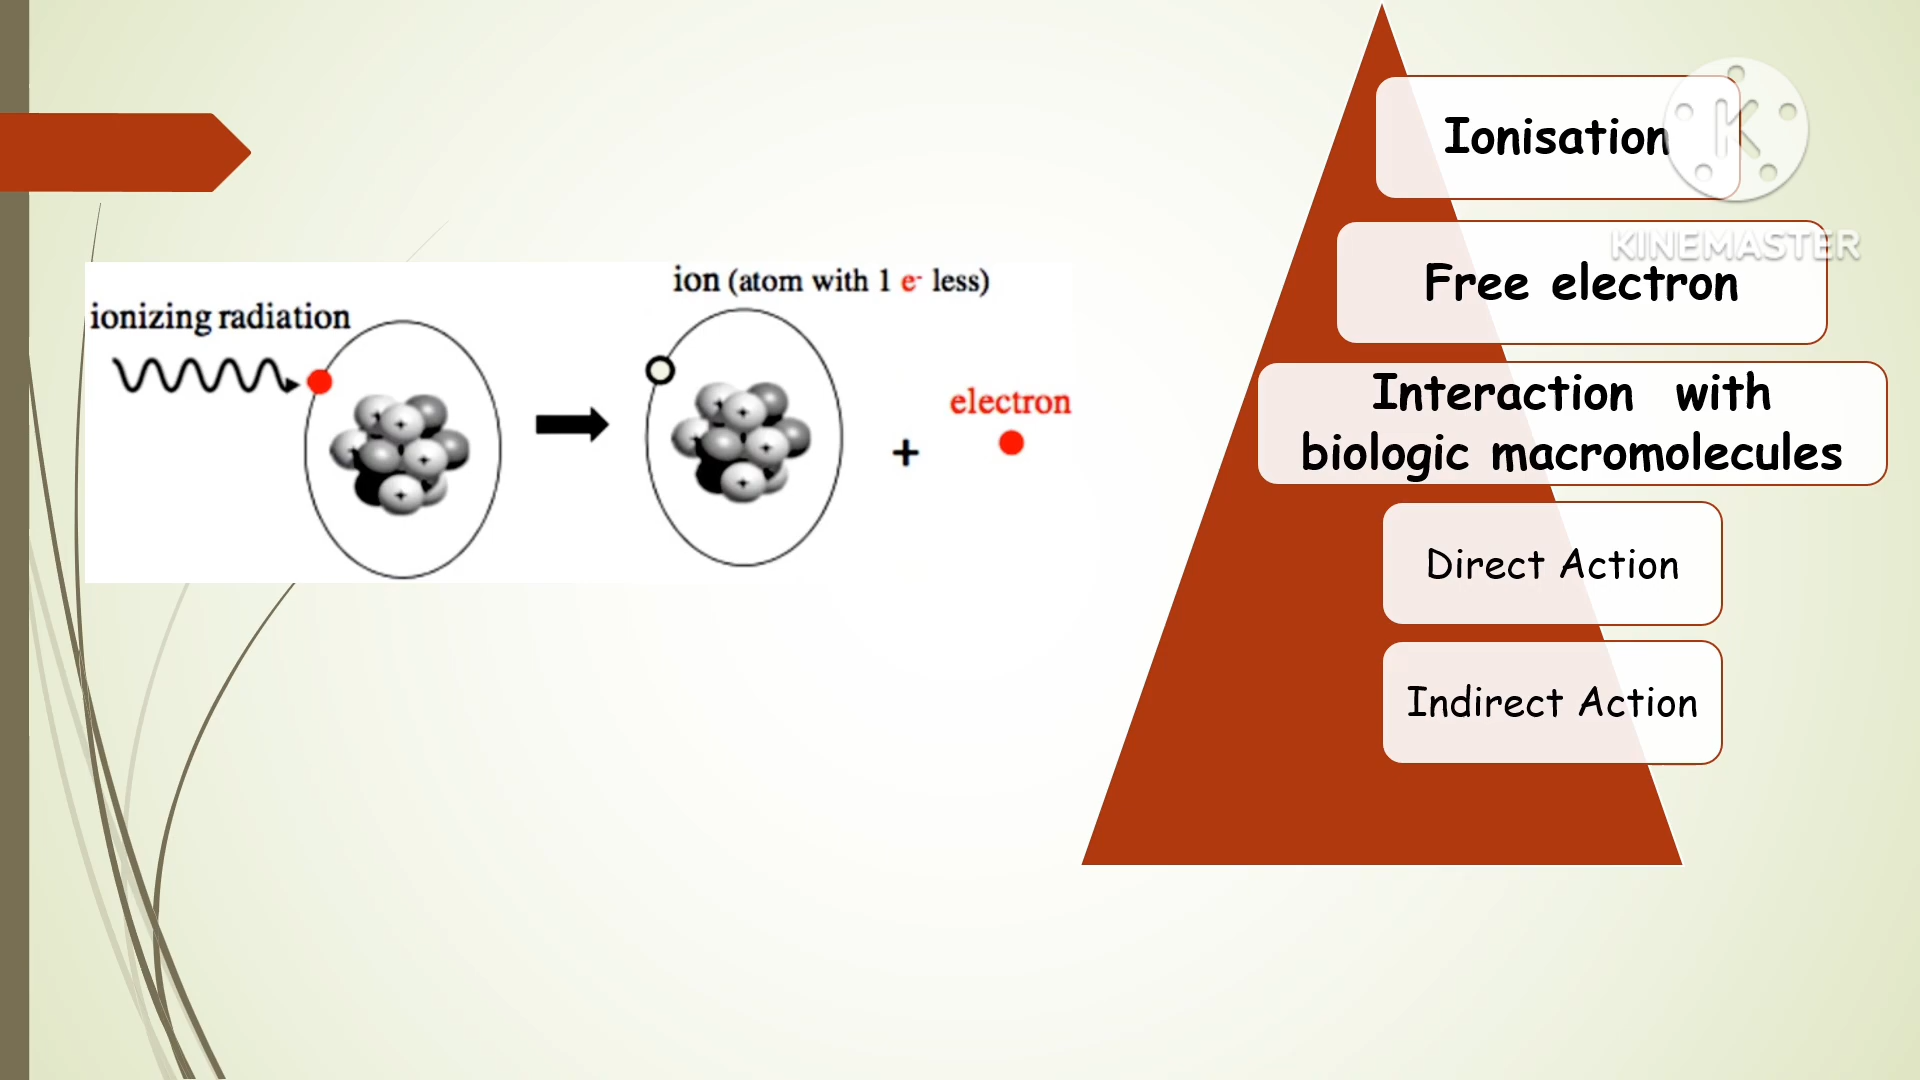 ionizing radiation
ion (atom with 1 e- less)
+
electron
Ionisation
Free electron
Interaction with
biologic macromolecules
Direct Action
Indirect Action
K
KINEMASTER